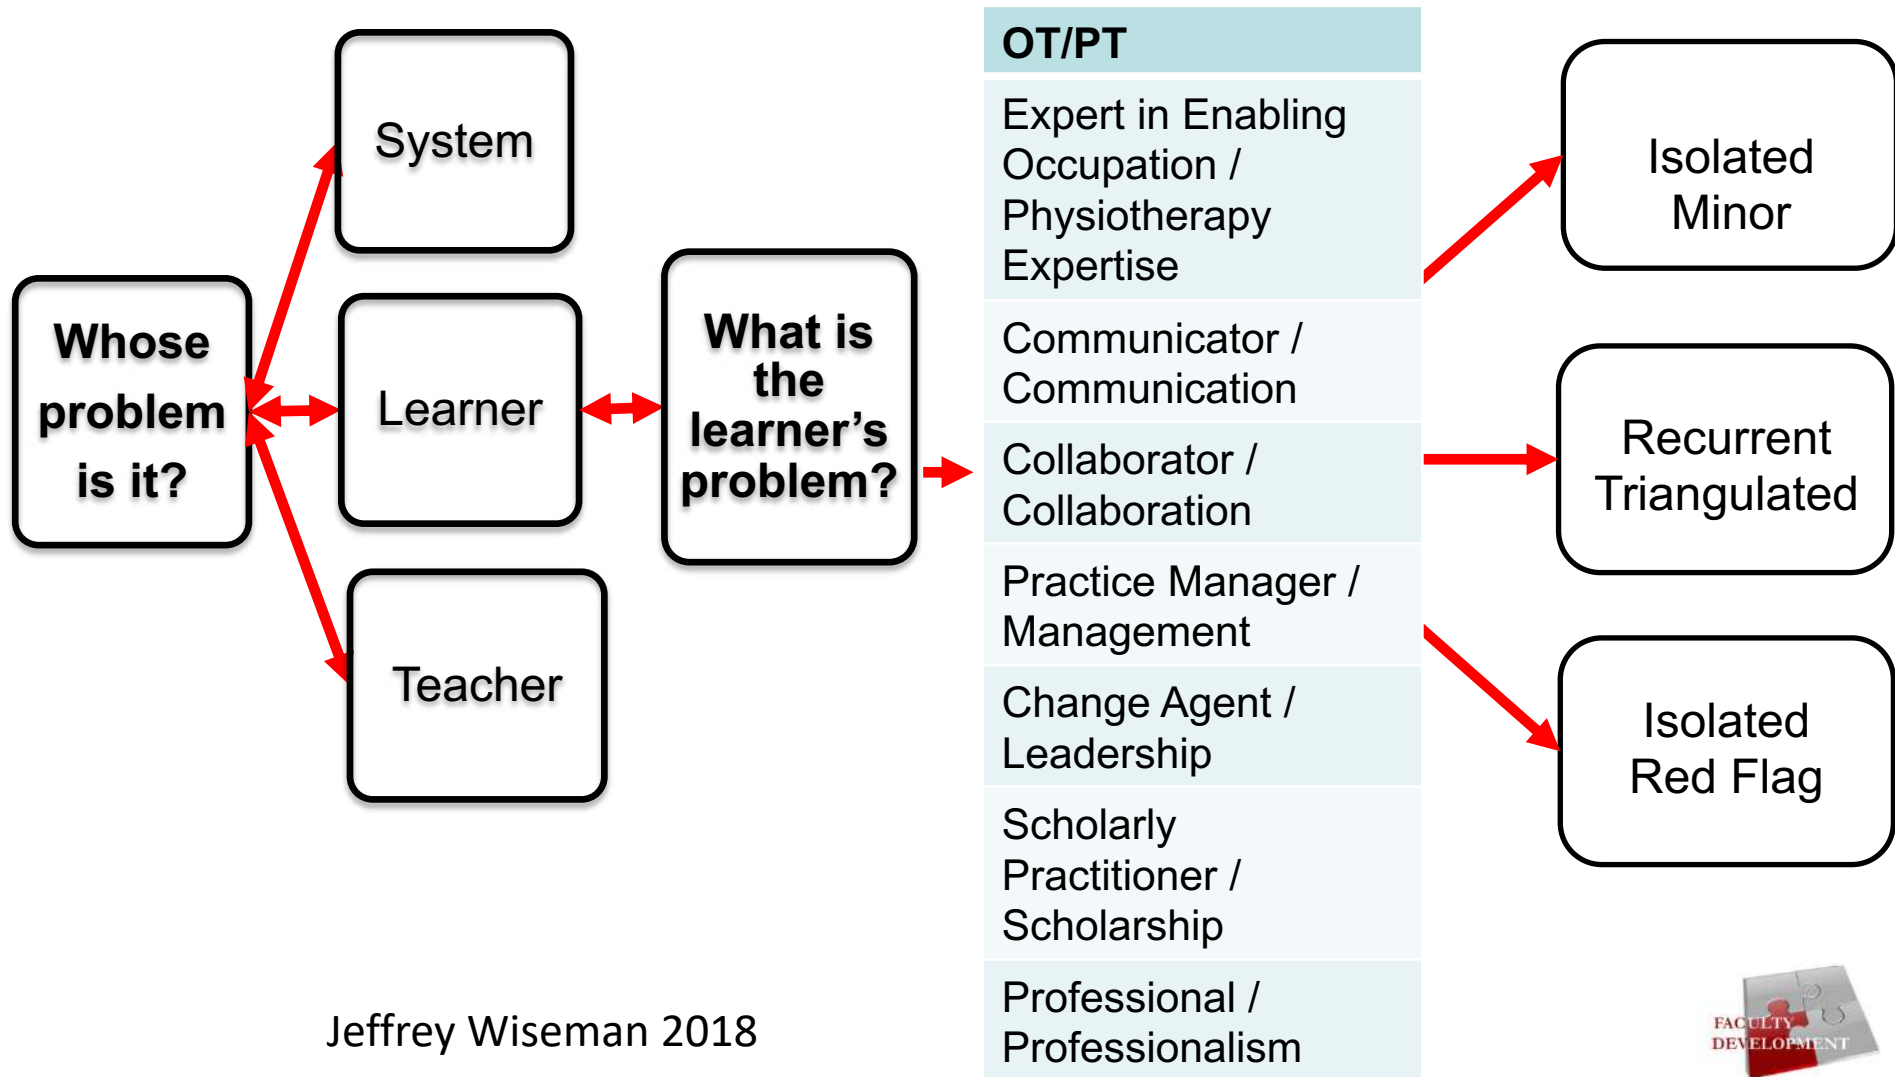 Whose
problem
is it?
System
Learner
Teacher
What is
the
learner’s
problem?
OT/PT
Expert in Enabling
Occupation /
Physiotherapy
Expertise
Communicator /
Communication
Collaborator /
Collaboration
Practice Manager /
Management
Change Agent /
Leadership
Scholarly
Practitioner /
Scholarship
Professional /
Professionalism
Isolated
Minor
Recurrent
Triangulated
Isolated
Red Flag
Jeffrey Wiseman 2018
FACULTY
DEVELOPMENT